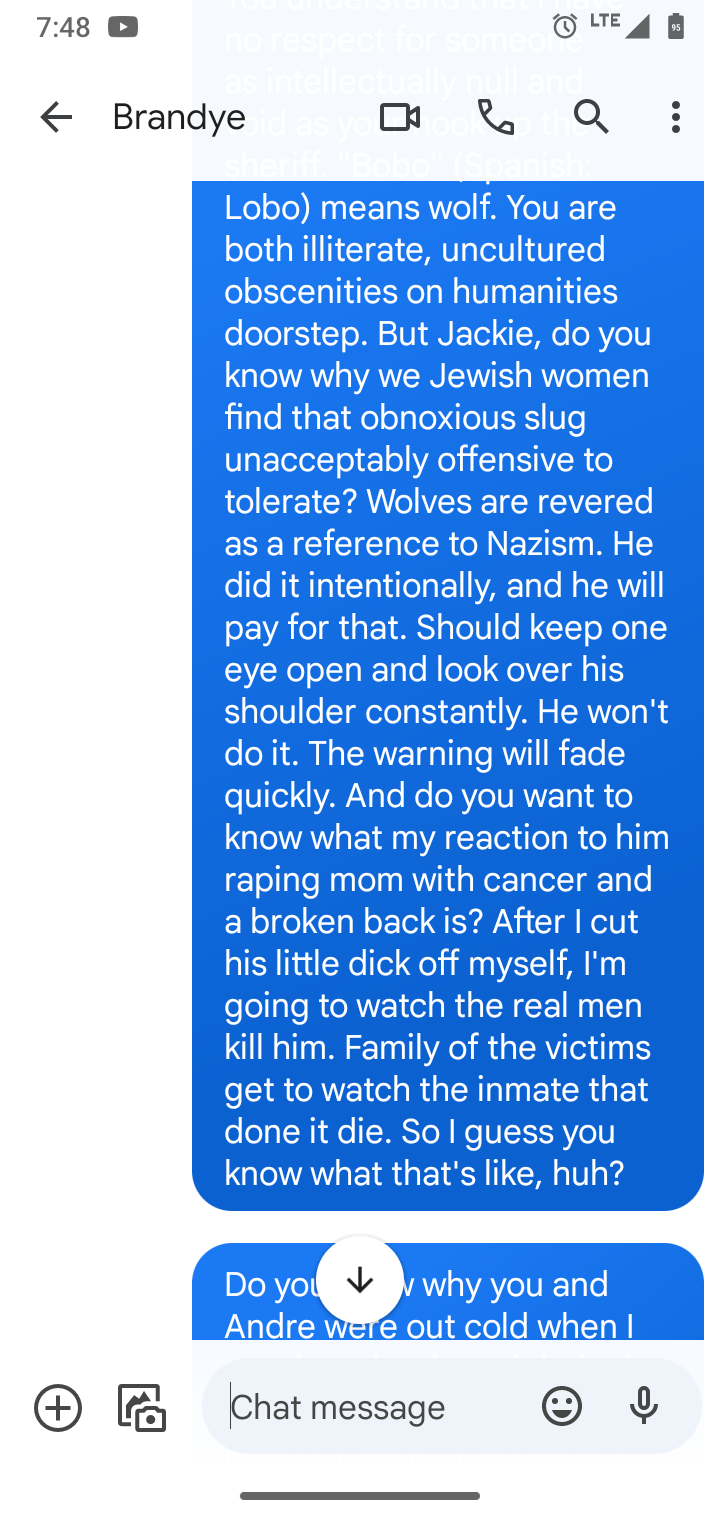 7:48
LTE
95
You understand that I have
no respect for someone
as intellectually null and
Brandye
void as your hook up the
sheriff. "Bobo" (Spanish:
Lobo) means wolf. You are
both illiterate, uncultured
obscenities on humanities
doorstep. But Jackie, do you
know why we Jewish women
find that obnoxious slug
unacceptably offensive to
tolerate? Wolves are revered
as a reference to Nazism. He
did it intentionally, and he will
pay for that. Should keep one
eye open and look over his
shoulder constantly. He won't
do it. The warning will fade
quickly. And do you want to
know what my reaction to him
raping mom with cancer and
a broken back is? After I cut
his little dick off myself, I'm
going to watch the real men
kill him. Family of the victims
get to watch the inmate that
done it die. So I guess you
know what that's like, huh?
Do you why you and
Andre were out cold when I
Chat message